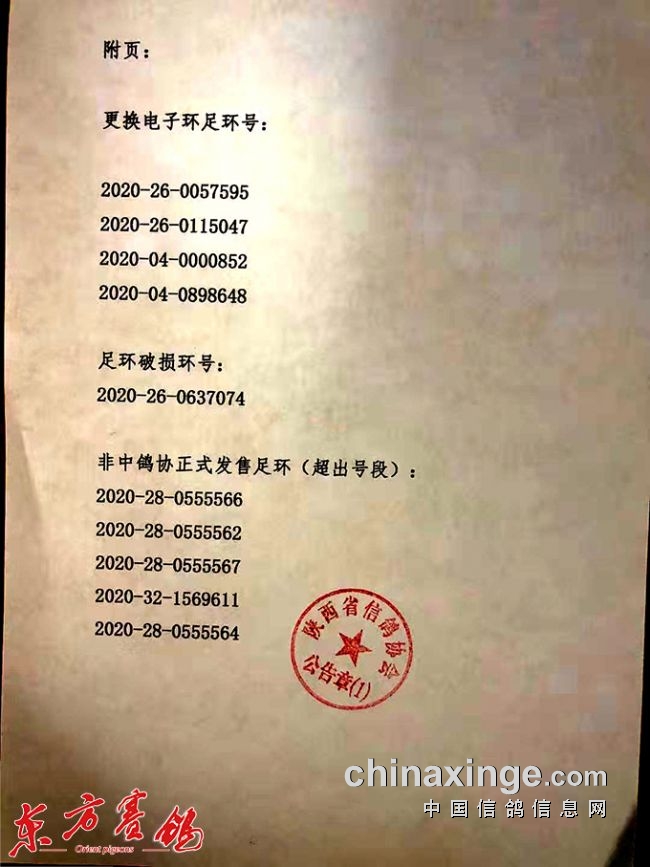 附页：
更换电子环足环号：
2020-26-0057595
2020-26-0115047
2020-04-0000852
2020-04-0898648
足环破损环号：
2020-26-0637074
非中鸽协正式发售足环（超出号段）：
2020-28-0555566
2020-28-0555562
2020-28-0555567
2020-32-1569611
2020-28-0555564
陕西省信鸽协会
公告章(1)
chinaxinge.com
中国信鸽信息网
东方赛鸽
Orient pigeons